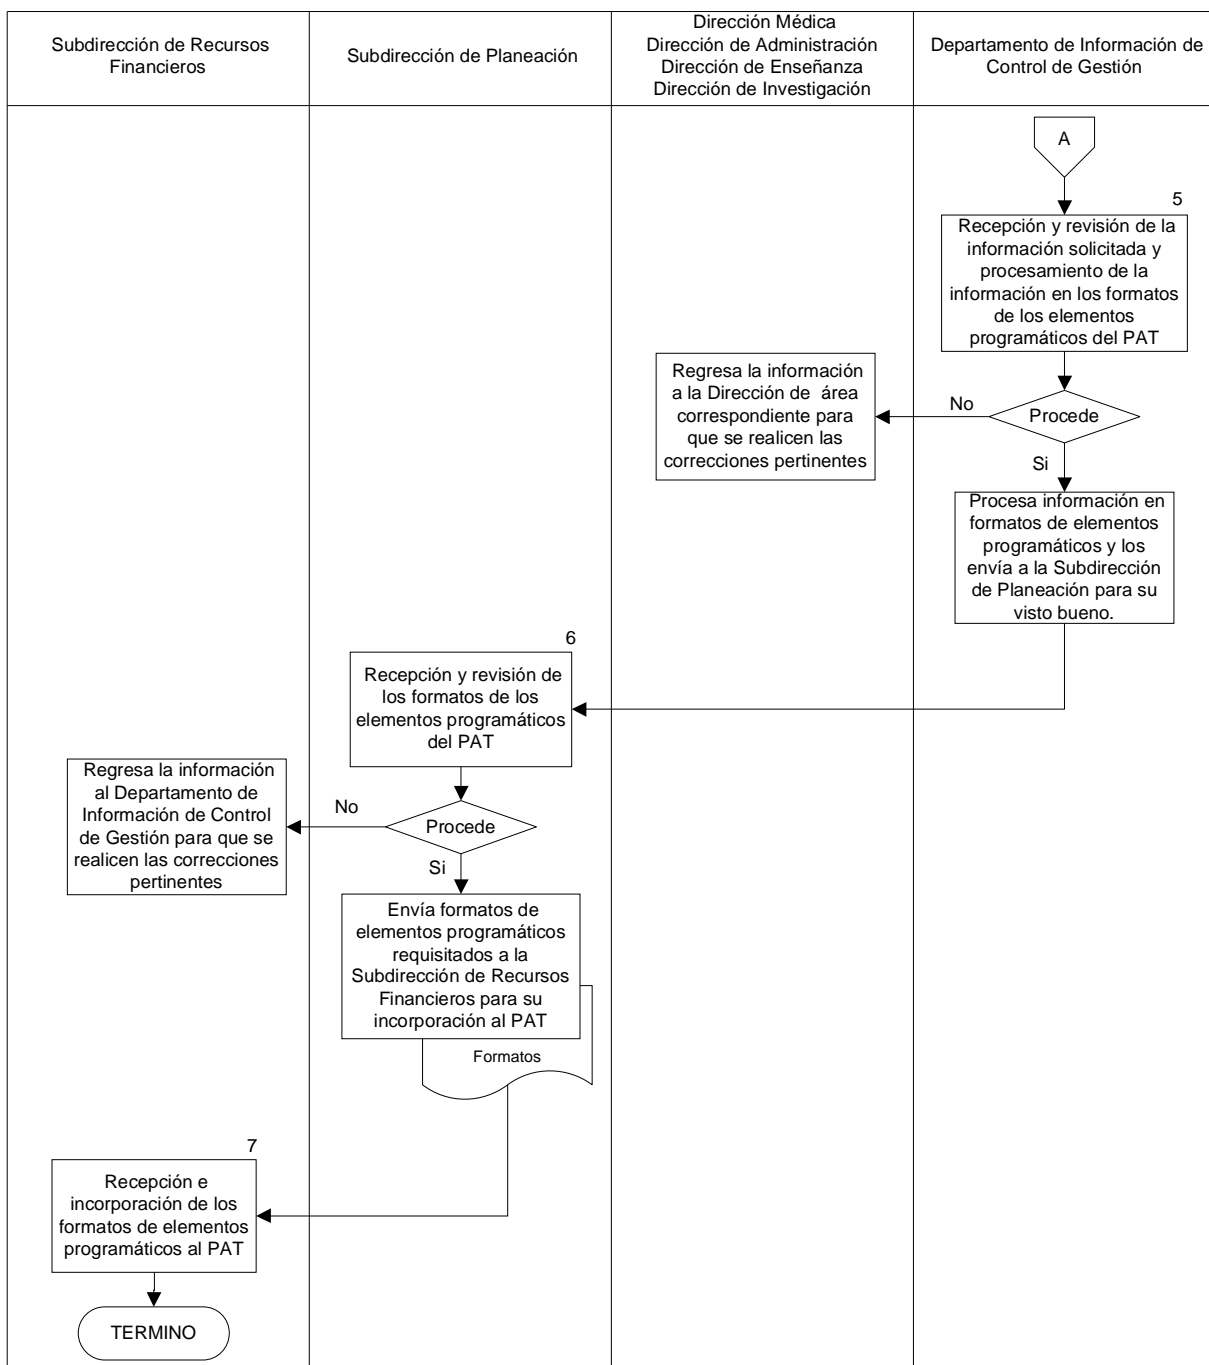 Subdirección de Recursos
Financieros
Subdirección de Planeación
Dirección Médica
Dirección de Administración
Dirección de Enseñanza
Dirección de Investigación
Departamento de Información de
Control de Gestión
A
5
Recepción y revisión de la
información solicitada y
procesamiento de la
información en los formatos
de los elementos
programáticos del PAT
Regresa la información
a la Dirección de área
correspondiente para
que se realicen las
correcciones pertinentes
No
Procede
Si
Procesa información en
formatos de elementos
programáticos y los
envía a la Subdirección
de Planeación para su
visto bueno.
6
Recepción y revisión de
los formatos de los
elementos programáticos
del PAT
Regresa la información
al Departamento de
Información de Control
de Gestión para que se
realicen las correcciones
pertinentes
No
Procede
Si
Envía formatos de
elementos programáticos
requisitados a la
Subdirección de Recursos
Financieros para su
incorporación al PAT
Formatos
7
Recepción e
incorporación de los
formatos de elementos
programáticos al PAT
TERMINO